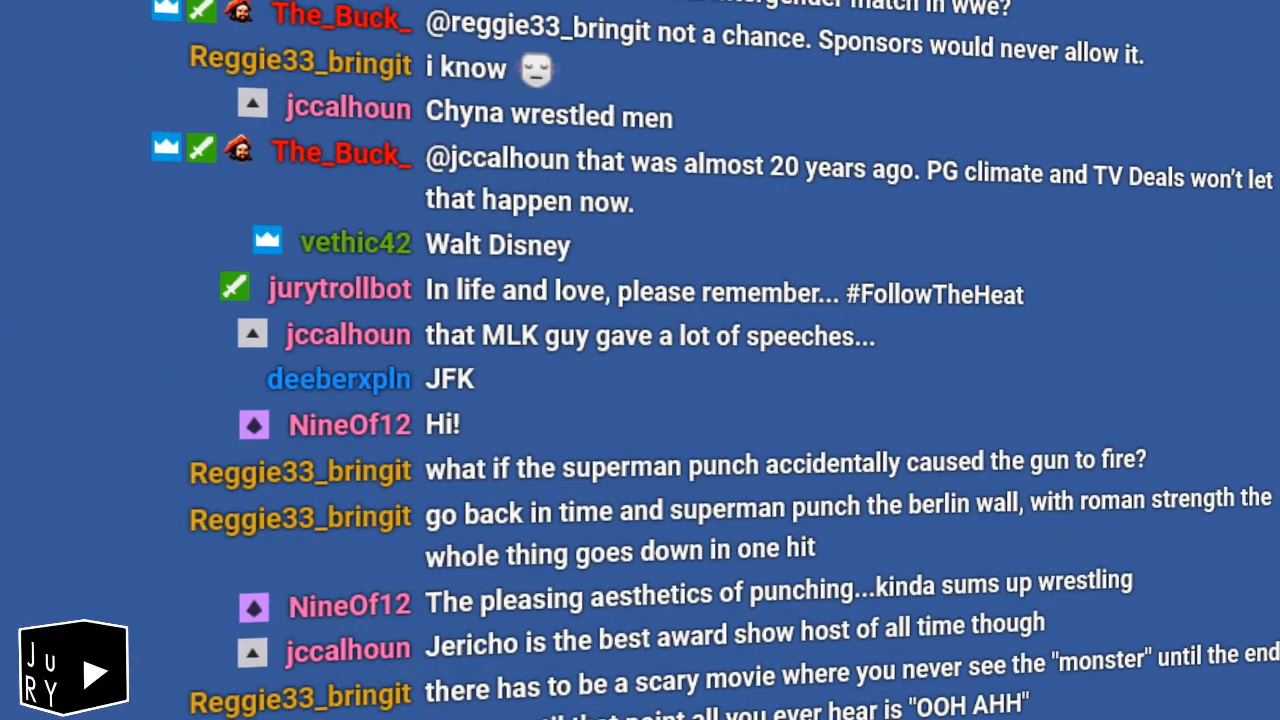 match in wwe?
The_Buck_ @reggie33_bringit not a chance. Sponsors would never allow it.
Reggie33_bringit i know
jccalhoun Chyna wrestled men
The_Buck_ @jccalhoun that was almost 20 years ago. PG climate and TV Deals won't let
that happen now.
vethic42 Walt Disney
jurytrollbot In life and love, please remember... #FollowTheHeat
jccalhoun that MLK guy gave a lot of speeches...
deeberxpln JFK
NineOf12 Hi!
Reggie33_bringit what if the superman punch accidentally caused the gun to fire?
Reggie33_bringit go back in time and superman punch the berlin wall, with roman strength the
whole thing goes down in one hit
NineOf12 The pleasing aesthetics of punching...kinda sums up wrestling
jccalhoun Jericho is the best award show host of all time though
Reggie33_bringit there has to be a scary movie where you never see the "monster" until the end
that point all you ever hear is "OOH AHH"
JU
RY